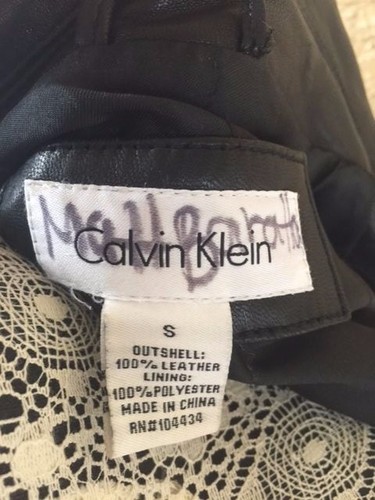 Calvin Klein
S
OUTSHELL:
100% LEATHER
LINING:
100% POLYESTER
MADE IN CHINA
RN#104434